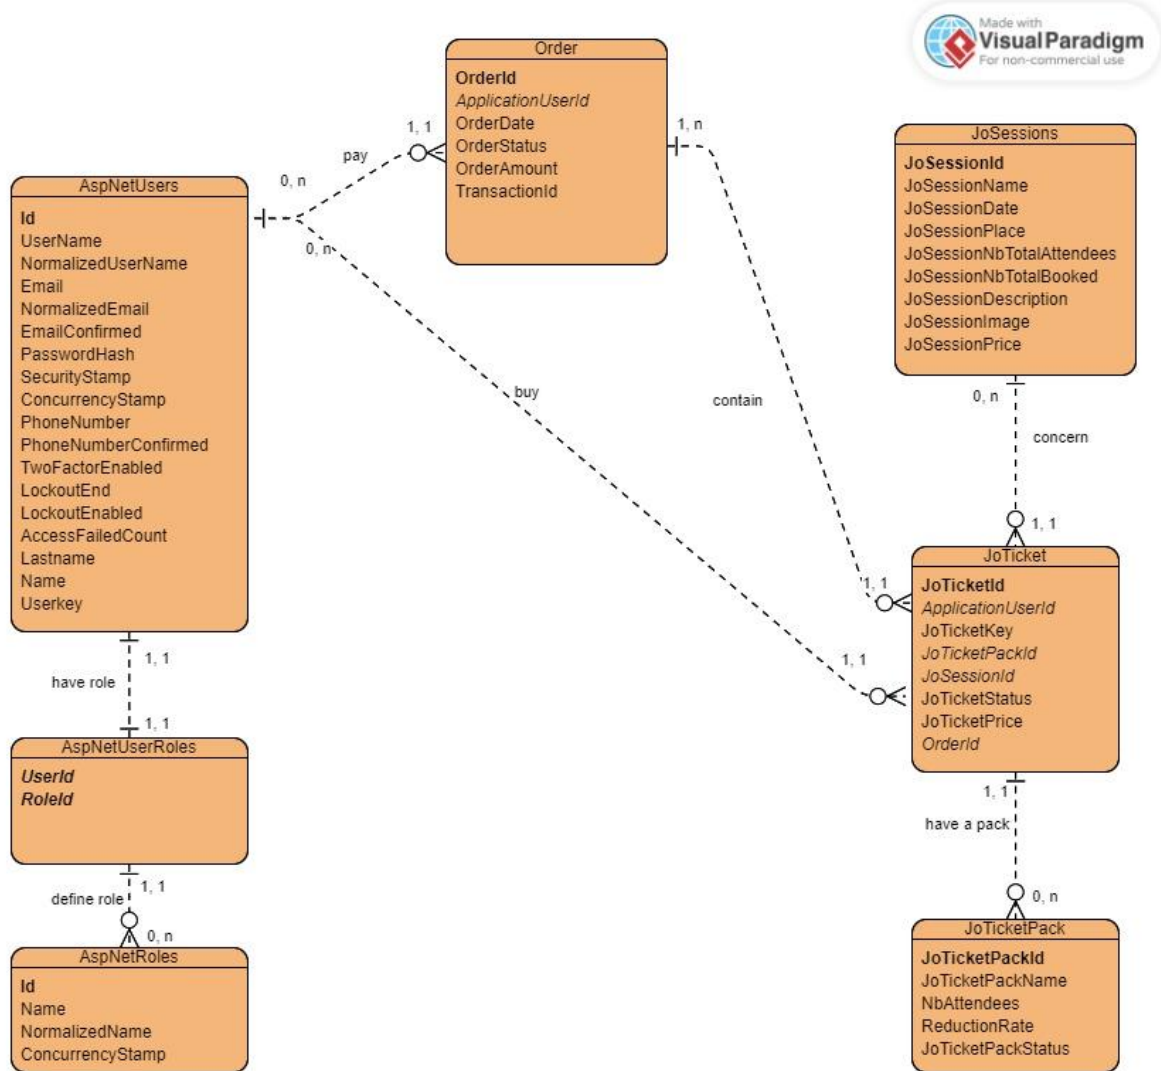 Made with
Visual Paradigm
For non-commercial use
Order
OrderId
ApplicationUserId
OrderDate
OrderStatus
OrderAmount
TransactionId
1, 1
pay
0, n
0, n
1, n
JoSessions
JoSessionId
JoSessionName
JoSessionDate
JoSessionPlace
JoSessionNbTotalAttendees
JoSessionNbTotalBooked
JoSessionDescription
JoSessionImage
JoSessionPrice
AspNetUsers
Id
UserName
NormalizedUserName
Email
NormalizedEmail
EmailConfirmed
PasswordHash
SecurityStamp
ConcurrencyStamp
PhoneNumber
PhoneNumberConfirmed
TwoFactorEnabled
LockoutEnd
LockoutEnabled
AccessFailedCount
Lastname
Name
Userkey
buy
contain
0, n
concern
1, 1
1, 1
1, 1
JoTicket
JoTicketId
ApplicationUserId
JoTicketKey
JoTicketPackId
JoSessionId
JoTicketStatus
JoTicketPrice
OrderId
1, 1
have role
1, 1
AspNetUserRoles
UserId
RoleId
1, 1
define role
0, n
AspNetRoles
Id
Name
NormalizedName
ConcurrencyStamp
1, 1
have a pack
0, n
JoTicketPack
JoTicketPackId
JoTicketPackName
NbAttendees
ReductionRate
JoTicketPackStatus